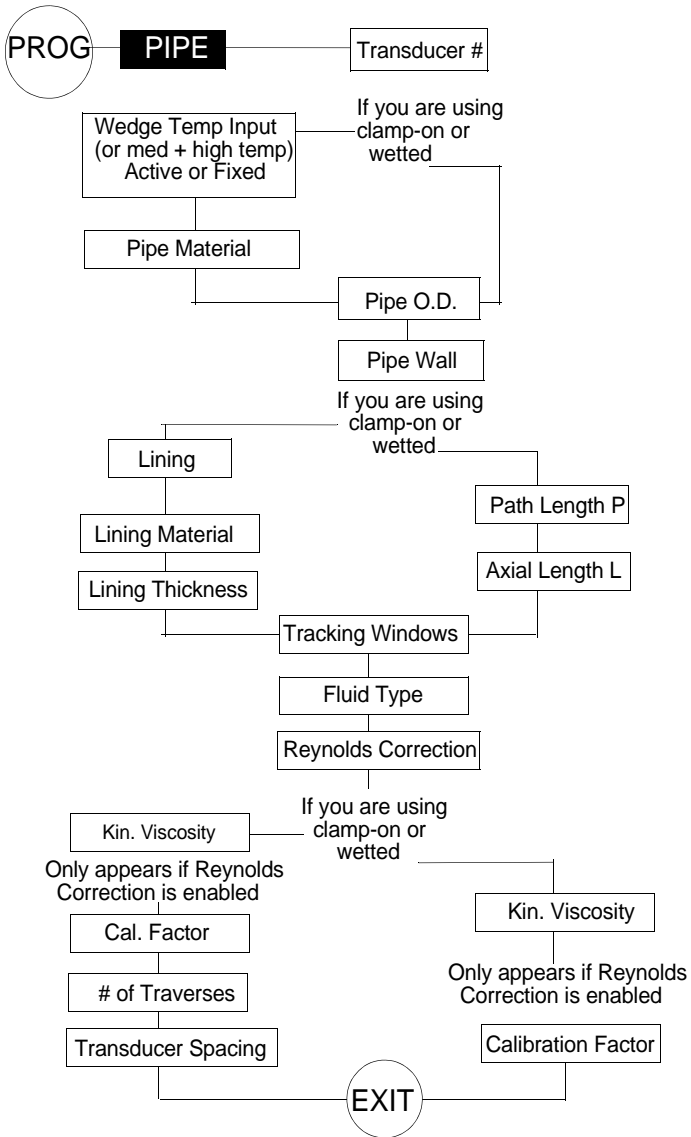 PROG
PIPE
Transducer #
If you are using
clamp-on or
wetted
Wedge Temp Input
(or med + high temp)
Active or Fixed
Pipe Material
Pipe O.D.
Pipe Wall
If you are using
clamp-on or
wetted
Lining
Lining Material
Lining Thickness
Path Length P
Axial Length L
Tracking Windows
Fluid Type
Reynolds Correction
If you are using
clamp-on or
wetted
Kin. Viscosity
Only appears if Reynolds
Correction is enabled
Cal. Factor
# of Traverses
Transducer Spacing
Kin. Viscosity
Only appears if Reynolds
Correction is enabled
Calibration Factor
EXIT